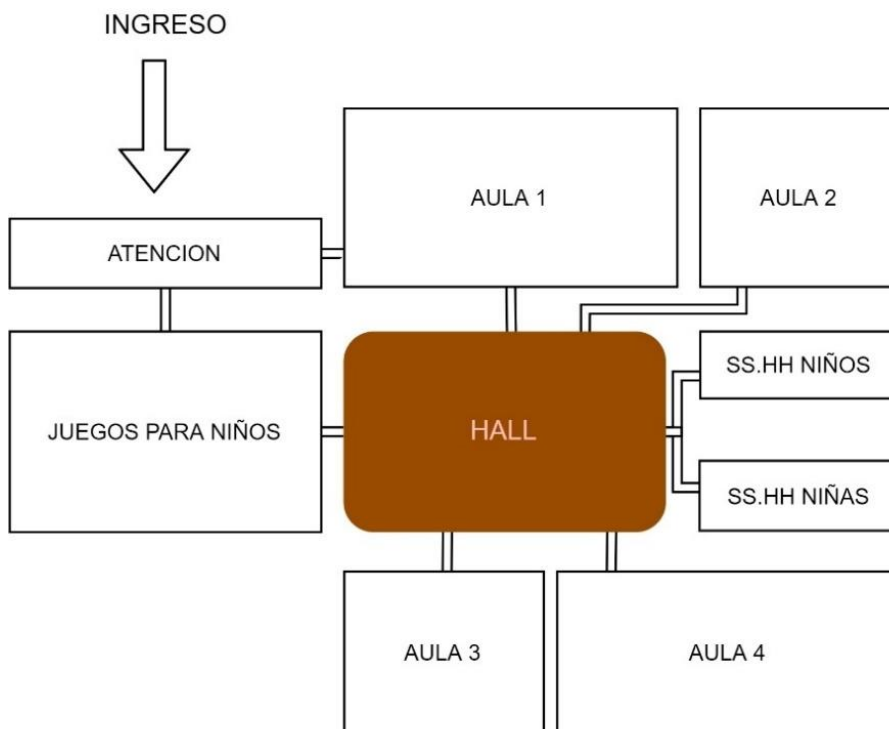 INGRESO
AULA 1
AULA 2
ATENCION
JUEGOS PARA NIÑOS
HALL
SS.HH NIÑOS
SS.HH NIÑAS
AULA 3
AULA 4